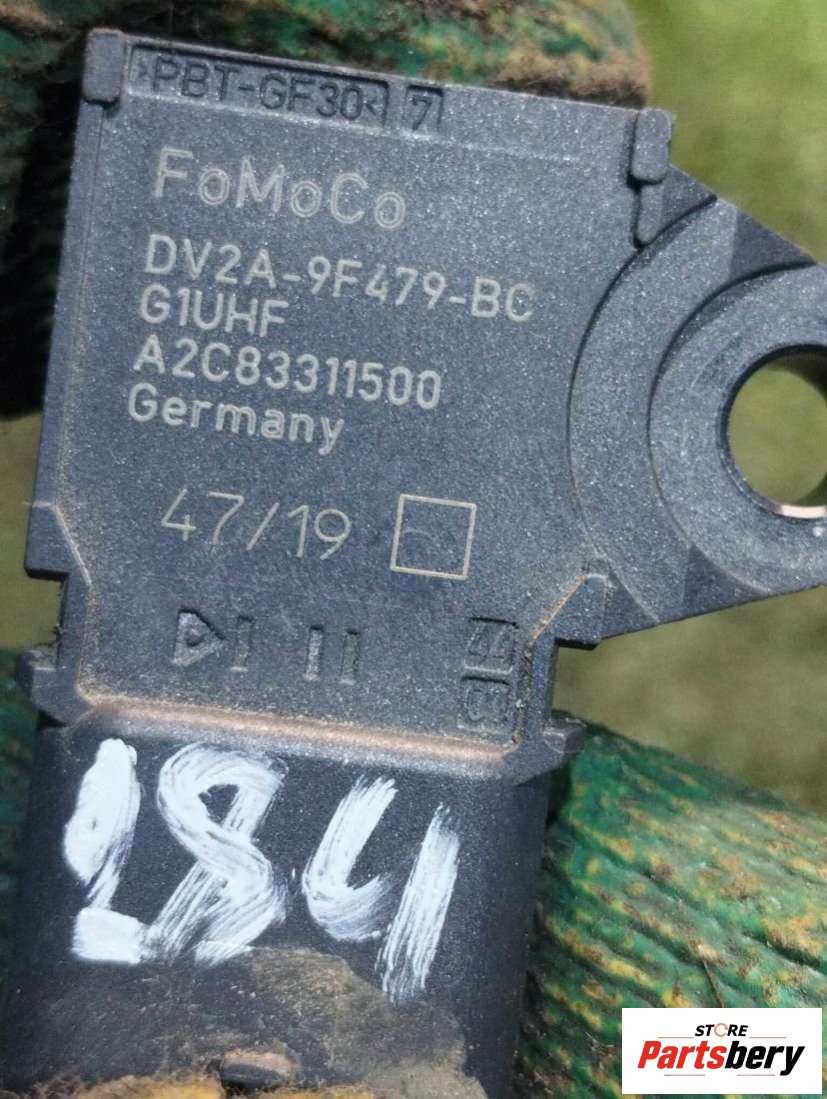 >PBT-GF30< 7
FoMoCo
DV2A-9F479-BC
G1UHF
A2C83311500
Germany
47/19
184
STORE
Partsbery